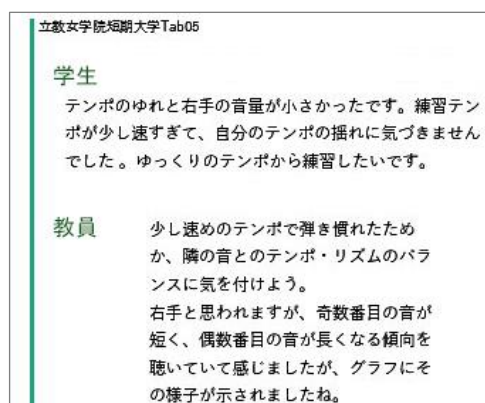 立教女学院短期大学Tab05
学生
テンポのゆれと右手の音量が小さかったです。練習テン
ポが少し速すぎて、自分のテンポの揺れに気づきません
でした。ゆっくりのテンポから練習したいです。
教員
少し速めのテンポで弾き慣れたため
か、隣の音とのテンポ・リズムのバラ
ンスに気を付けよう。
右手と思われますが、奇数番目の音が
短く、偶数番目の音が長くなる傾向を
聴いていて感じましたが、グラフにそ
の様子が示されましたね。